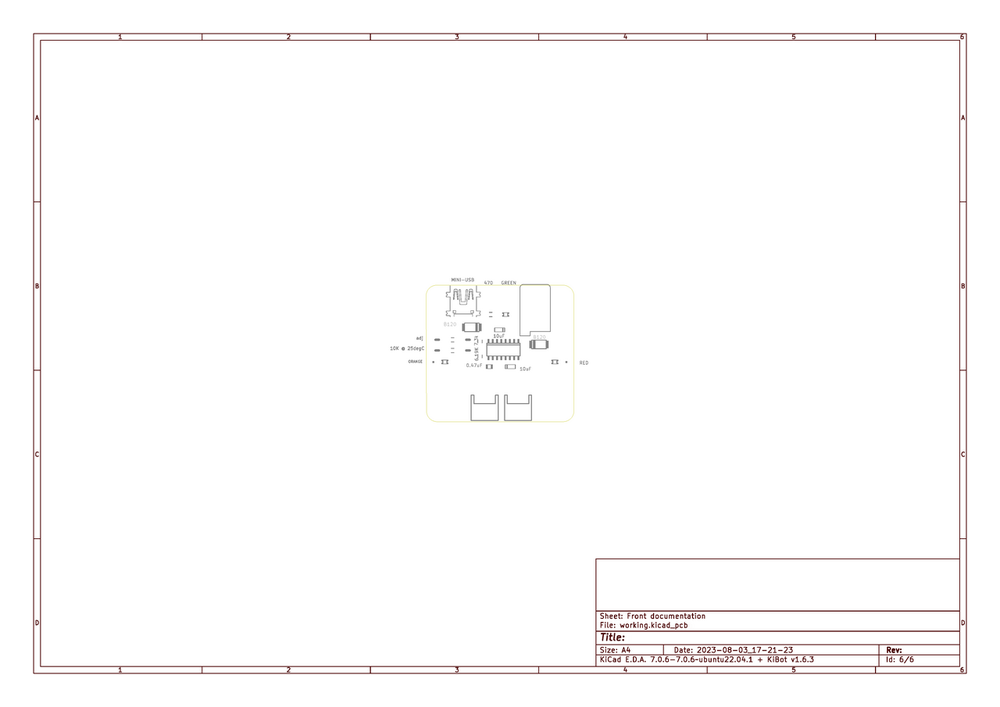 1 2 3 4 5 6
A A
MINI-USB
470 GREEN
B B
B120
10uF
B120
adj
10K @ 25degC
ORANGE
RED
0.47uF
10uF
C C
Sheet: Front documentation
File: working.kicad_pcb
D D
Title:
Size: A4 Date: 2023-08-03_17-21-23 Rev:
KiCad E.D.A. 7.0.6-7.0.6-ubuntu22.04.1 + KiBot v1.6.3 Id: 6/6
1 2 3 4 5 6